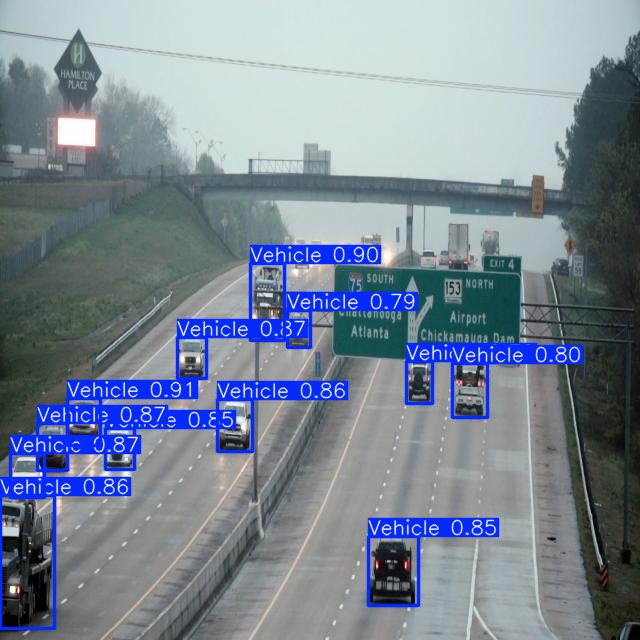 HAMILTON
PLACE
Vehicle 0.90
EXIT 4
75 SOUTH
153 NORTH
Vehicle 0.79
Chattanooga
Atlanta
Airport
Chickamauga Dam
Vehicle 0.87
Vehi
Vehicle 0.80
Vehicle 0.91
Vehicle 0.86
Vehicle 0.87
0.85
Vehicle 0.87
Vehicle 0.86
Vehicle 0.85